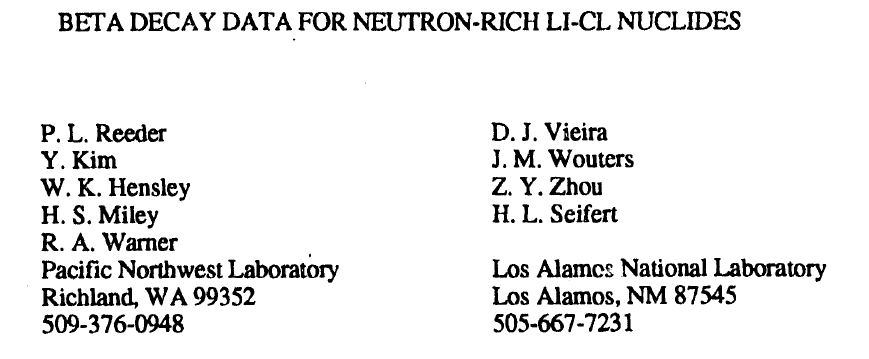 BETA DECAY DATA FOR NEUTRON-RICH LI-CL NUCLIDES
P. L. Reeder
Y. Kim
W. K. Hensley
H. S. Miley
R. A. Warner
Pacific Northwest Laboratory
Richland, WA 99352
509-376-0948
D. J. Vieira
J. M. Wouters
Z. Y. Zhou
H. L. Seifert
Los Alamos National Laboratory
Los Alamos, NM 87545
505-667-7231